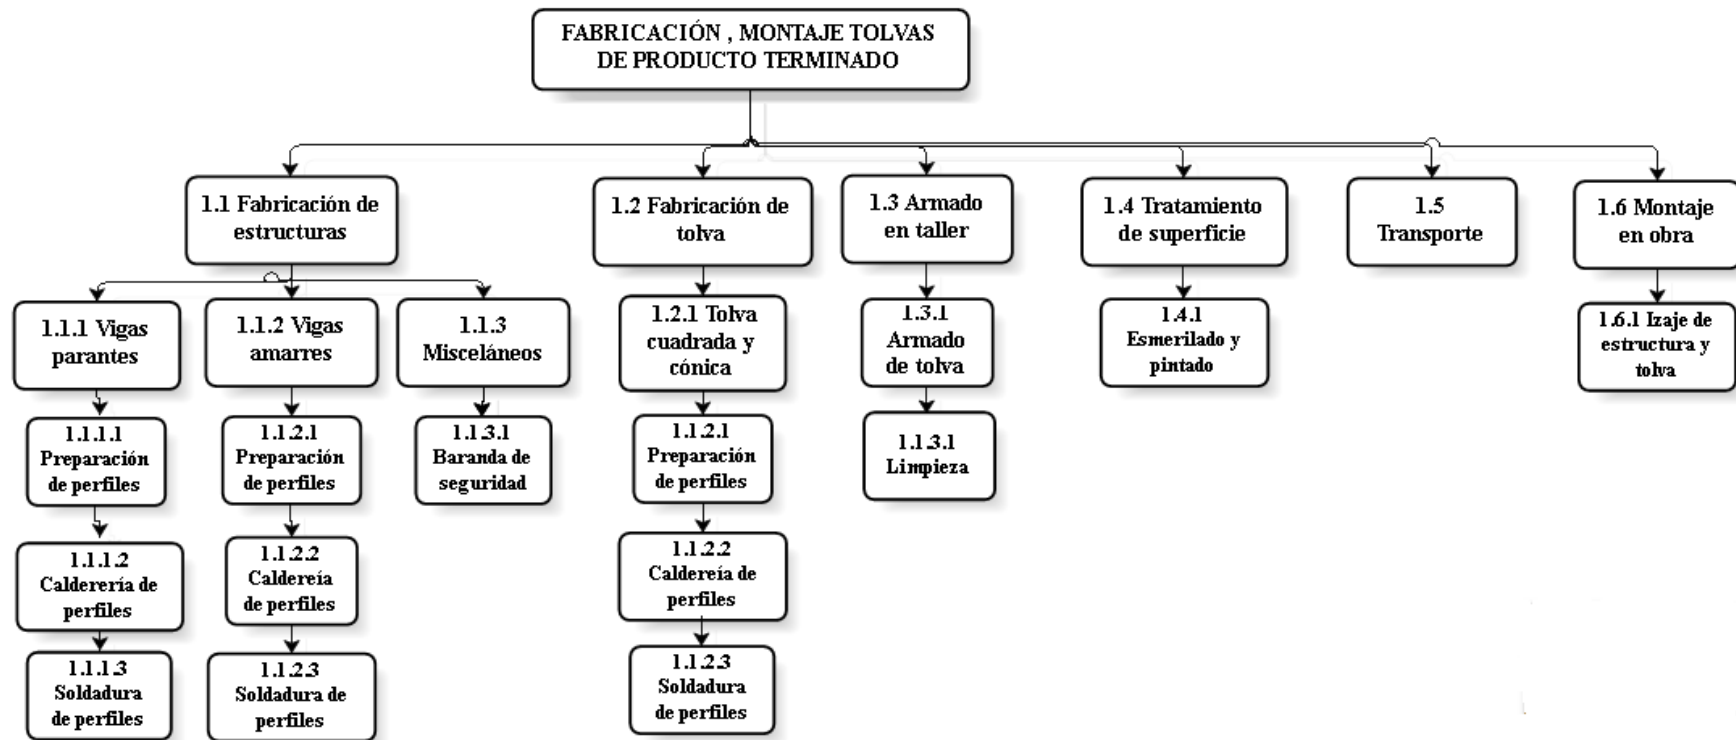 FABRICACIÓN , MONTAJE TOLVAS
DE PRODUCTO TERMINADO
1.1 Fabricación de
estructuras
1.2 Fabricación de
tolva
1.3 Armado
en taller
1.4 Tratamiento
de superficie
1.5
Transporte
1.6 Montaje
en obra
1.1.1 Vigas
parantes
1.1.2 Vigas
amarres
1.1.3
Misceláneos
1.2.1 Tolva
cuadrada y
cónica
1.3.1
Armado
de tolva
1.4.1
Esmerilado y
pintado
1.6.1 Izaje de
estructura y
tolva
1.1.1.1
Preparación
de perfiles
1.1.2.1
Preparación
de perfiles
1.1.3.1
Baranda de
seguridad
1.1.2.1
Preparación
de perfiles
1.1.3.1
Limpieza
1.1.1.2
Calderería de
perfiles
1.1.2.2
Caldereía
de perfiles
1.1.2.2
Caldereía de
perfiles
1.1.1.3
Soldadura
de perfiles
1.1.2.3
Soldadura de
perfiles
1.1.2.3
Soldadura
de perfiles